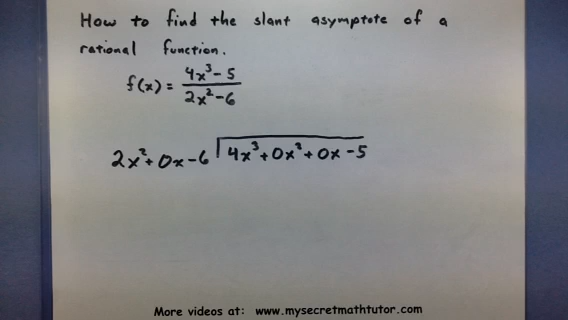 How to find the slant asymptote of a
rational function.
f(x) = 4x³ - 5 / 2x² - 6
2x² + 0x - 6 | 4x³ + 0x² + 0x - 5
More videos at: www.mysecretmathtutor.com